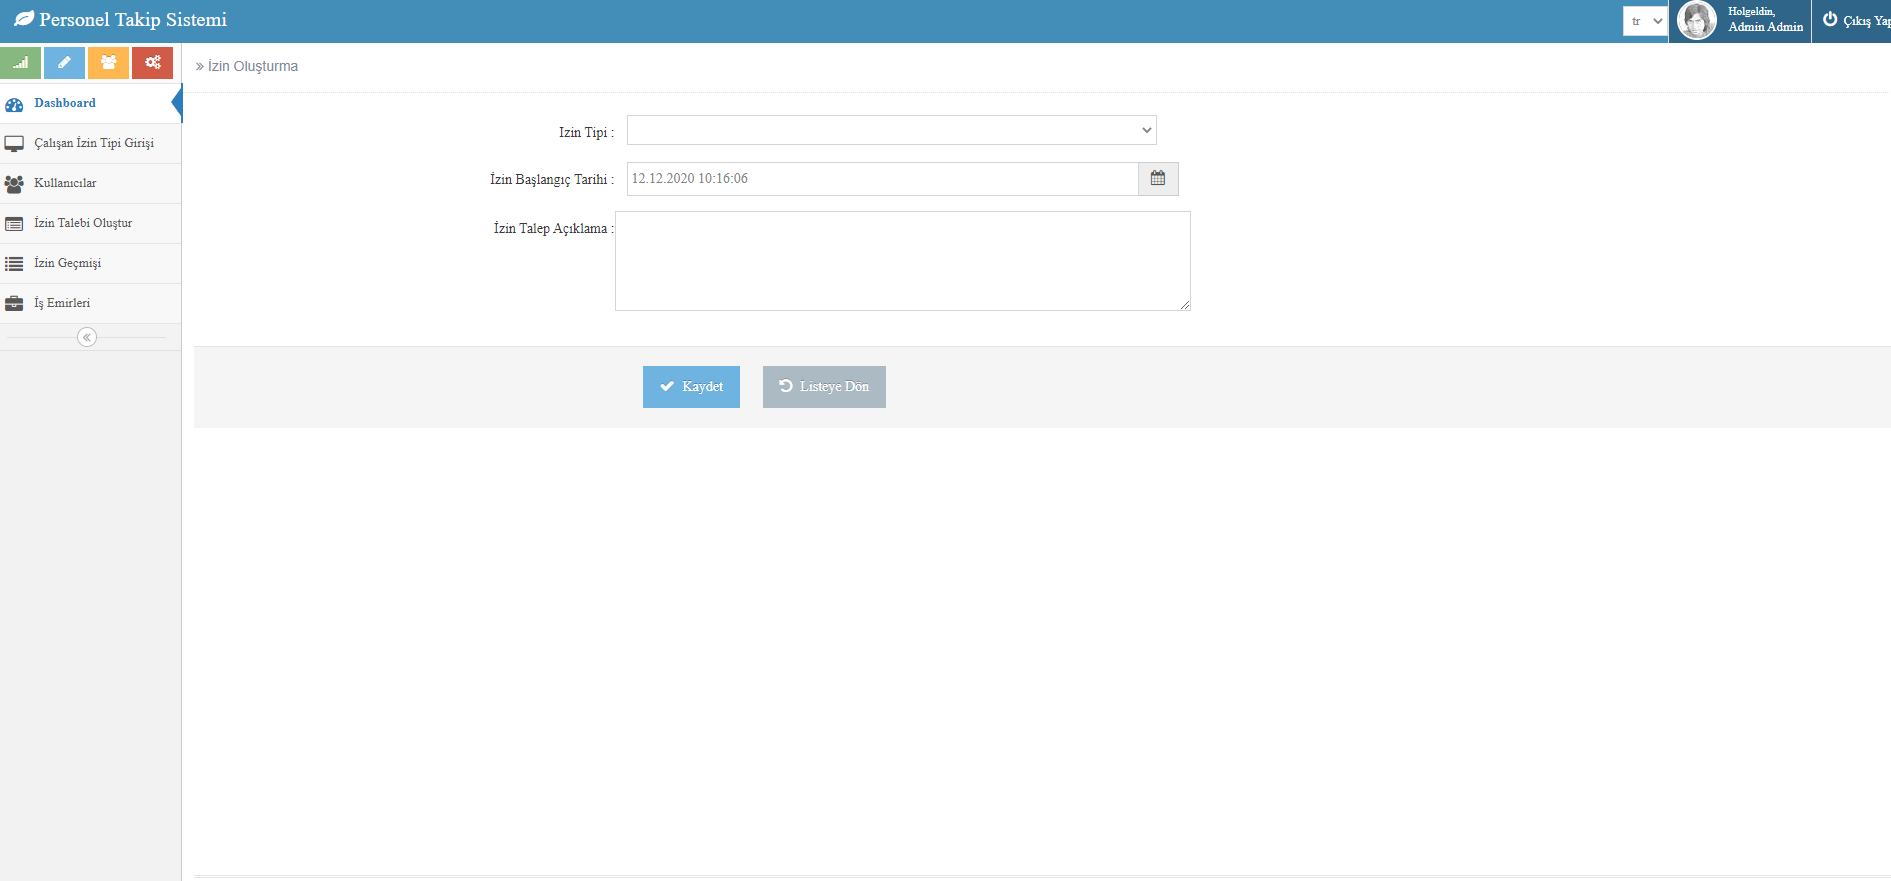 Personel Takip Sistemi
tr
Holgeldin,
Admin Admin
Çıkış Yap
İzin Oluşturma
Dashboard
Çalışan İzin Tipi Girişi
Kullanıcılar
İzin Talebi Oluştur
İzin Geçmişi
İş Emirleri
Izin Tipi :
İzin Başlangıç Tarihi :
12.12.2020 10:16:06
İzin Talep Açıklama :
Kaydet
Listeye Dön